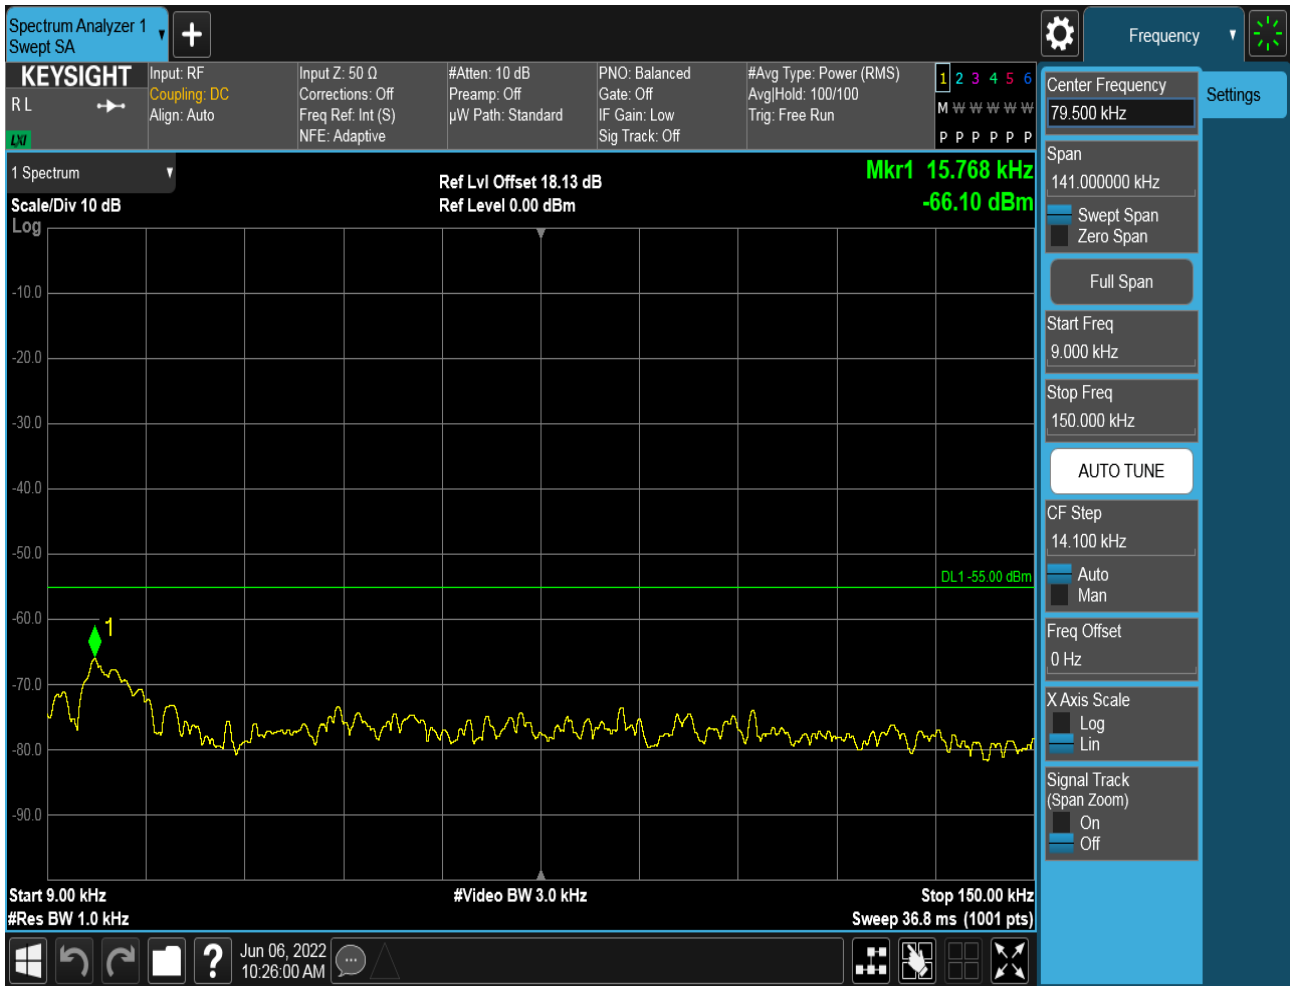 Spectrum Analyzer 1
Swept SA
Frequency
KEYSIGHT
R L
LXI
Input: RF
Coupling: DC
Align: Auto
Input Z: 50 Ω
Corrections: Off
Freq Ref: Int (S)
NFE: Adaptive
#Atten: 10 dB
Preamp: Off
µW Path: Standard
PNO: Balanced
Gate: Off
IF Gain: Low
Sig Track: Off
#Avg Type: Power (RMS)
Avg|Hold: 100/100
Trig: Free Run
1 2 3 4 5 6
M W W W W W
P P P P P P
1 Spectrum
Scale/Div 10 dB
Log
Ref Lvl Offset 18.13 dB
Ref Level 0.00 dBm
Mkr1 15.768 kHz
-66.10 dBm
-10.0
-20.0
-30.0
-40.0
-50.0
DL1 -55.00 dBm
-60.0
1
-70.0
-80.0
-90.0
Start 9.00 kHz
#Video BW 3.0 kHz
Stop 150.00 kHz
#Res BW 1.0 kHz
Sweep 36.8 ms (1001 pts)
?
Jun 06, 2022
10:26:00 AM
Settings
Center Frequency
79.500 kHz
Span
141.000000 kHz
Swept Span
Zero Span
Full Span
Start Freq
9.000 kHz
Stop Freq
150.000 kHz
AUTO TUNE
CF Step
14.100 kHz
Auto
Man
Freq Offset
0 Hz
X Axis Scale
Log
Lin
Signal Track
(Span Zoom)
On
Off